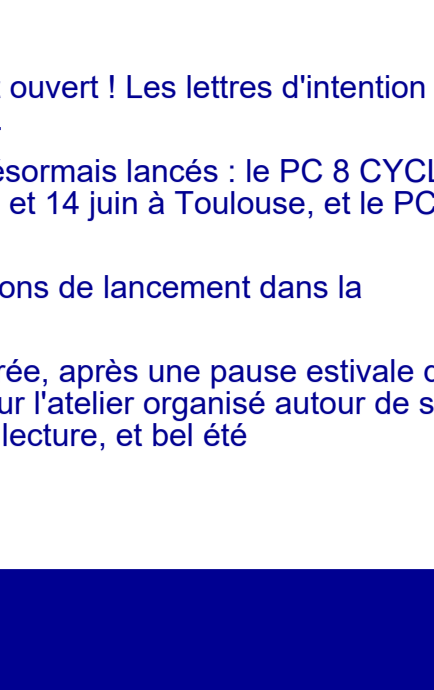 ouvert ! Les lettres d'intention
.
ésormais lancés : le PC 8 CYCL
et 14 juin à Toulouse, et le PC
ons de lancement dans la
rée, après une pause estivale
ur l'atelier organisé autour de s
lecture, et bel été